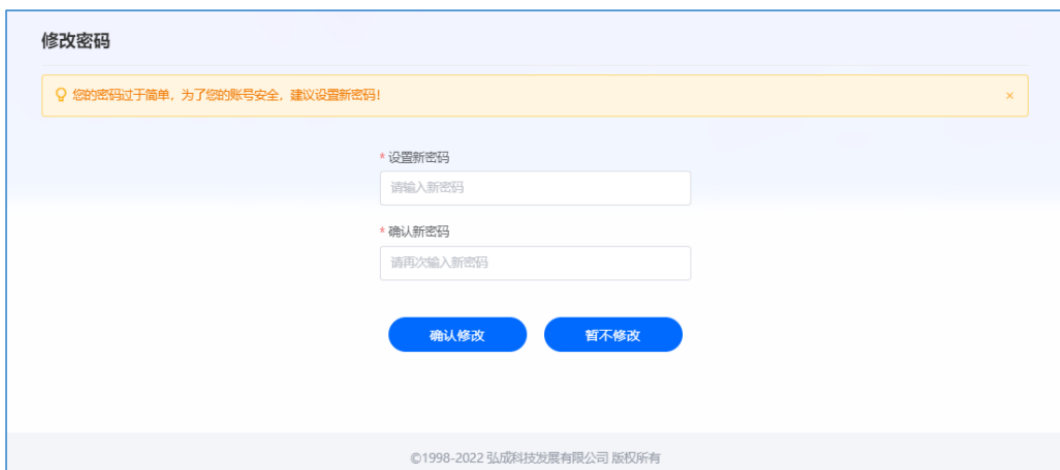 修改密码
您的密码过于简单，为了您的账号安全，建议设置新密码!
* 设置新密码
请输入新密码
* 确认新密码
请再次输入新密码
确认修改 暂不修改
©1998-2022 弘成科技发展有限公司 版权所有